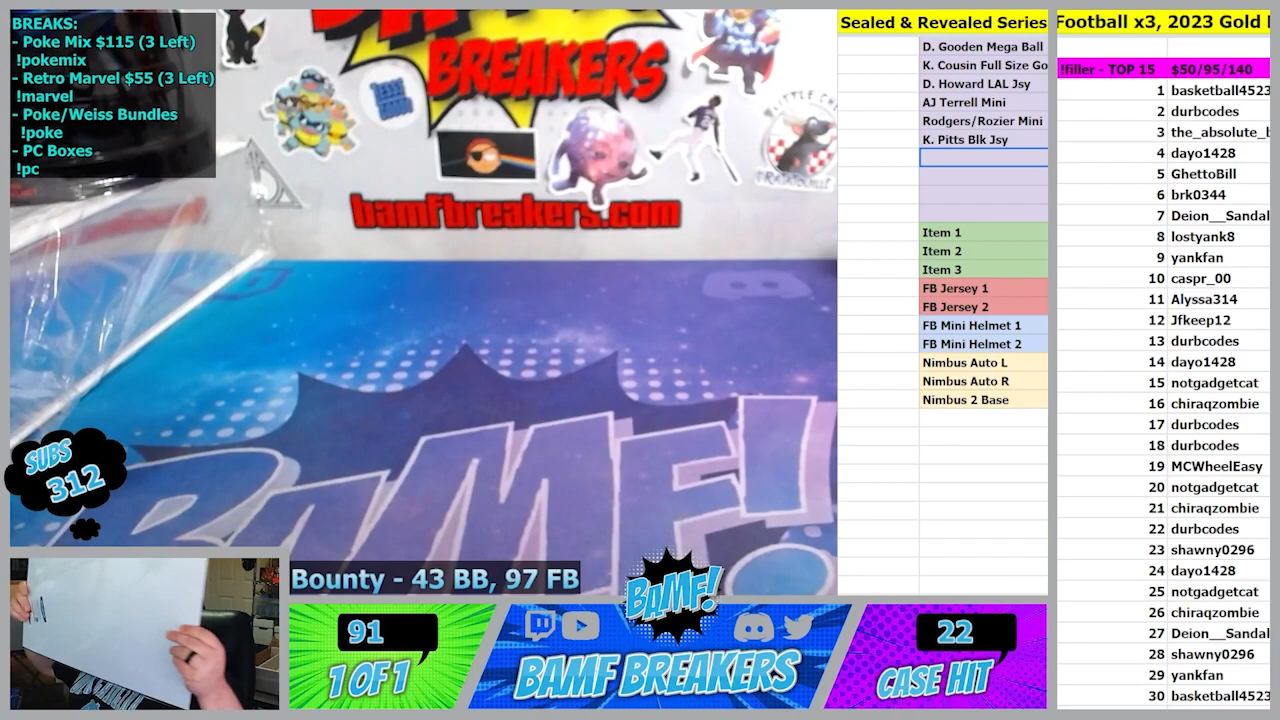 BREAKS:
- Poke Mix $115 (3 Left)
!pokemix
- Retro Marvel $55 (3 Left)
!marvel
- Poke/Weiss Bundles
!poke
- PC Boxes
!pc
BREAKERS
bamfbreakers.com
BAMF!
SUBS
312
Bounty - 43 BB, 97 FB
BAMF!
91
1 OF 1
BAMF BREAKERS
22
CASE HIT
Sealed & Revealed Series
D. Gooden Mega Ball
. Cousin Full Size Go
D. Howard LAL Jsy
AJ Terrell Mini
Rodgers/Rozier Mini
K. Pitts Blk Jsy
Item 1
Item 2
Item 3
FB Jersey 1
FB Jersey 2
FB Mini Helmet 1
FB Mini Helmet 2
Nimbus Auto L
Nimbus Auto R
Nimbus 2 Base
Football x3, 2023 Gold
!filler - TOP 15 $50/95/140
1 basketball4523
2 durbcodes
3 the_absolute_
4 dayo1428
5 GhettoBill
6 brk0344
7 Deion__Sandal
8 lostyank8
9 yankfan
10 caspr_00
11 Alyssa314
12 Jfkeep12
13 durbcodes
14 dayo1428
15 notgadgetcat
16 chiraqzombie
17 durbcodes
18 durbcodes
19 MCWheelEasy
20 notgadgetcat
21 chiraqzombie
22 durbcodes
23 shawny0296
24 dayo1428
25 notgadgetcat
26 chiraqzombie
27 Deion__Sandal
28 shawny0296
29 yankfan
30 basketball4523